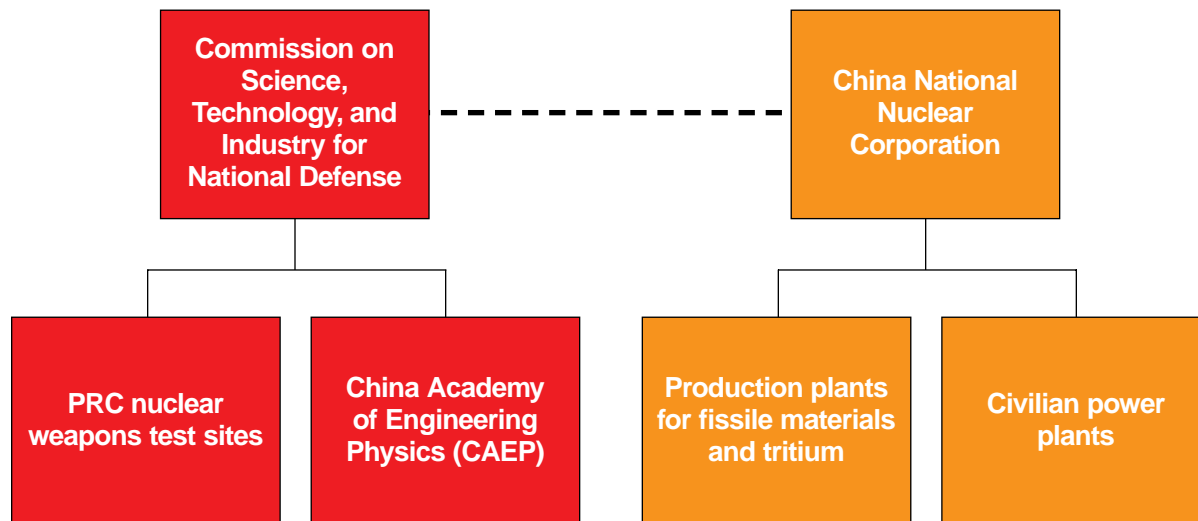 Commission on
Science,
Technology, and
Industry for
National Defense
China National
Nuclear
Corporation
PRC nuclear
weapons test sites
China Academy
of Engineering
Physics (CAEP)
Production plants
for fissile materials
and tritium
Civilian power
plants